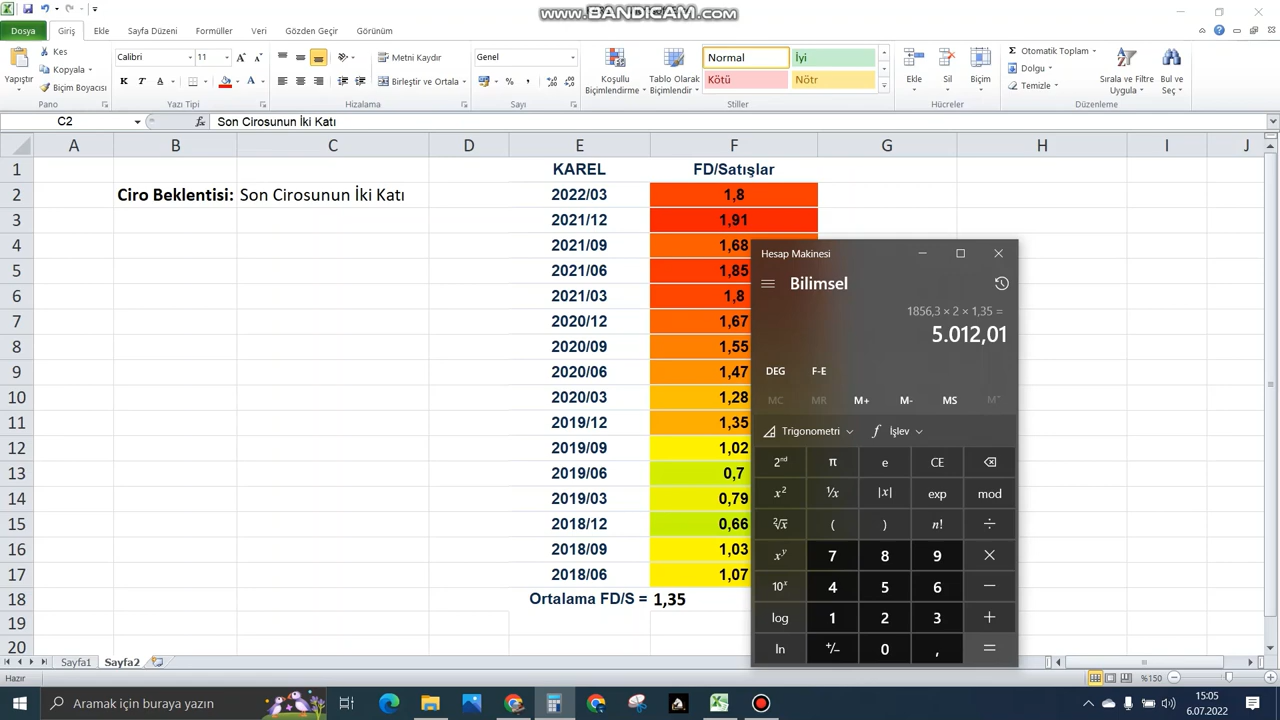 www.BANDICAM.com
Dosya Giriş Ekle Sayfa Düzeni Formüller Veri Gözden Geçir Görünüm
Yapıştır
Kes
Kopyala
Biçim Boyacısı
Pano
Calibri 11
K T A
Yazı Tipi
Metni Kaydır
Birleştir ve Ortala
Hizalama
Genel
% ,
Sayı
Koşullu Biçimlendirme
Tablo Olarak Biçimlendir
Normal İyi
Kötü Nötr
Stiller
Ekle Sil Biçim
Hücreler
Σ Otomatik Toplam
Dolgu
Temizle
Sırala ve Filtre Uygula
Bul ve Seç
Düzenleme
C2 fx Son Cirosunun İki Katı
A B C D E F G H I J
1 KAREL FD/Satışlar
2 Ciro Beklentisi: Son Cirosunun İki Katı 2022/03 1,8
3 2021/12 1,91
4 2021/09 1,68
5 2021/06 1,85
6 2021/03 1,8
7 2020/12 1,67
8 2020/09 1,55
9 2020/06 1,47
10 2020/03 1,28
11 2019/12 1,35
12 2019/09 1,02
13 2019/06 0,7
14 2019/03 0,79
15 2018/12 0,66
16 2018/09 1,03
17 2018/06 1,07
18 Ortalama FD/S = 1,35
19
20
Hesap Makinesi
Bilimsel
1856,3 × 2 × 1,35 =
5.012,01
DEG F-E
MC MR M+ M- MS M˅
Trigonometri f İşlev
2nd π e CE
x² ¹/x |x| exp mod
²√x ( ) n! ÷
xʸ 7 8 9 ×
10ˣ 4 5 6 −
log 1 2 3 +
ln +/− 0 , =
Sayfa1 Sayfa2
Hazır %150
Aramak için buraya yazın
15:05
6.07.2022